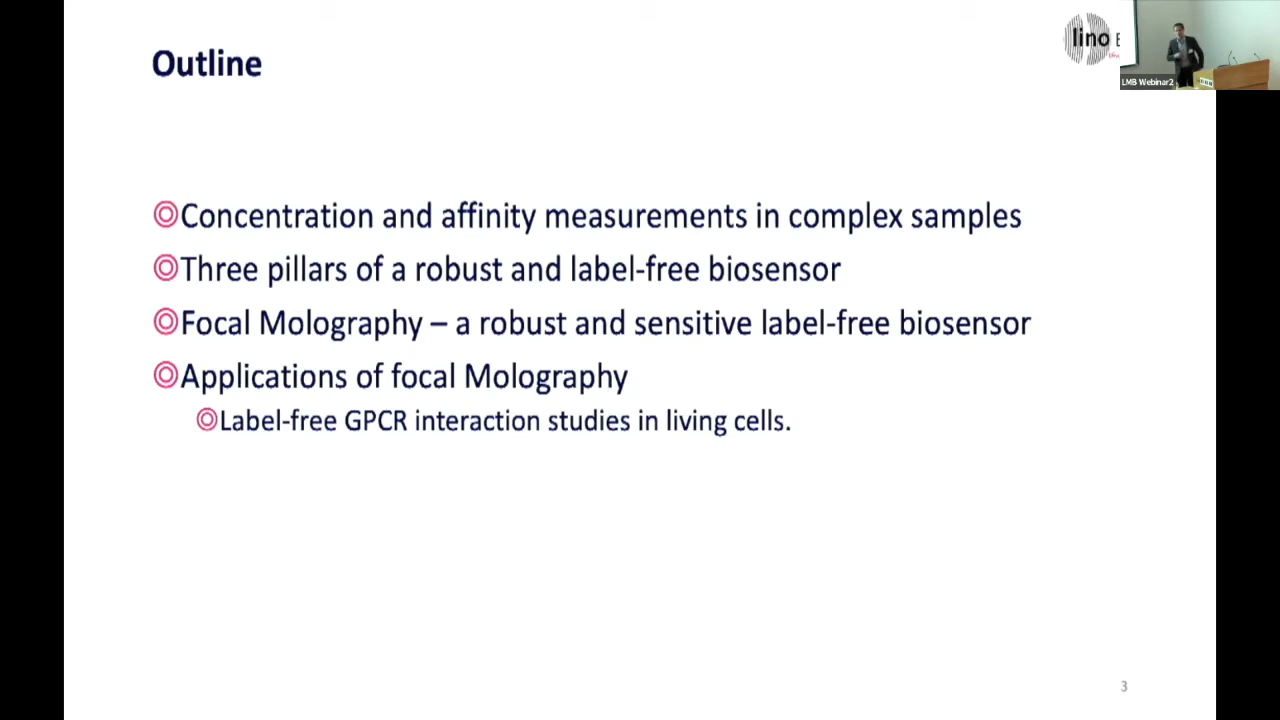 Outline
lino
LMB Webinar2
Concentration and affinity measurements in complex samples
Three pillars of a robust and label-free biosensor
Focal Molography – a robust and sensitive label-free biosensor
Applications of focal Molography
Label-free GPCR interaction studies in living cells.
3